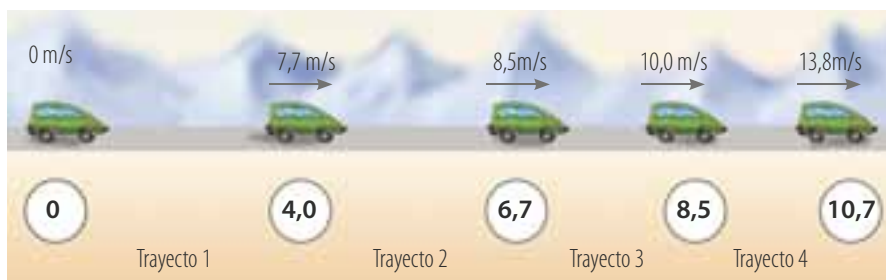 0 m/s
7,7 m/s
8,5m/s
10,0 m/s
13,8m/s
0
4,0
6,7
8,5
10,7
Trayecto 1
Trayecto 2
Trayecto 3
Trayecto 4